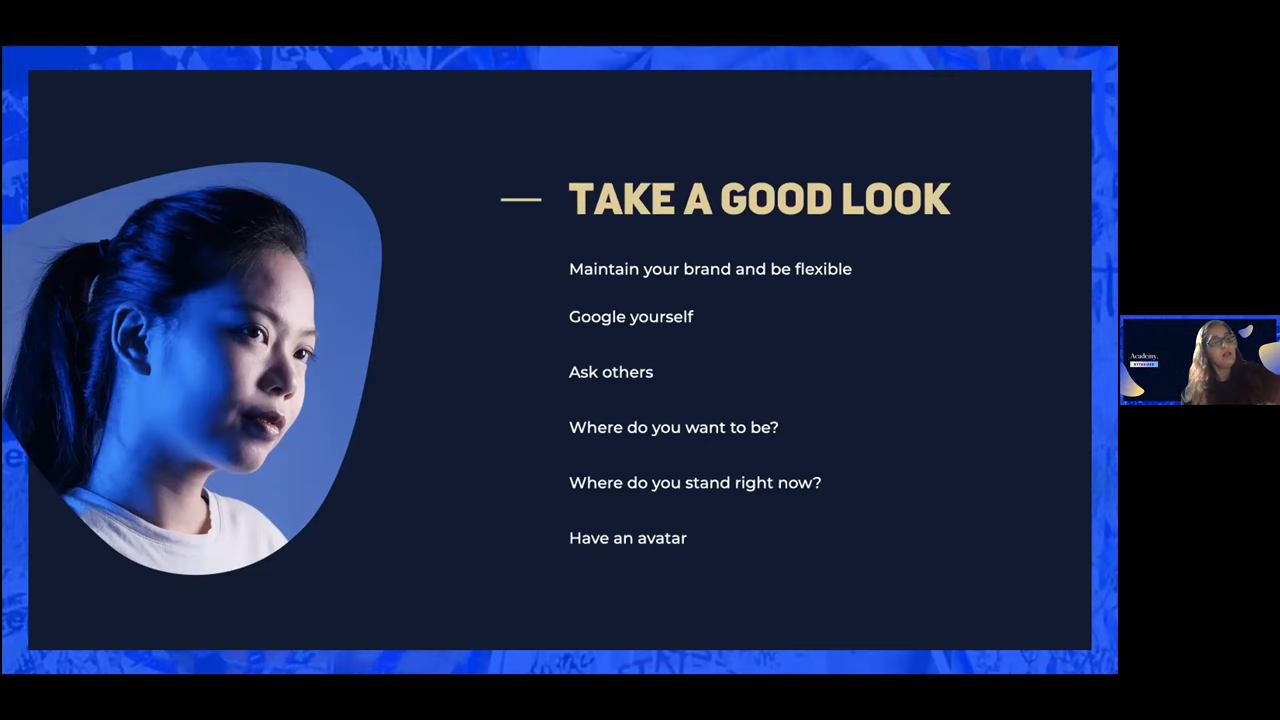 TAKE A GOOD LOOK
Maintain your brand and be flexible
Google yourself
Ask others
Where do you want to be?
Where do you stand right now?
Have an avatar
Academy.